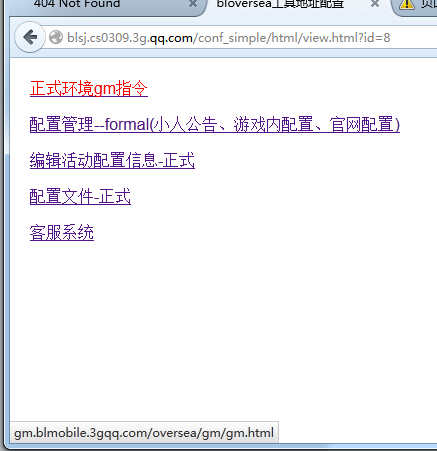 404 Not Found
bloversea工具地址配置
blsj.cs0309.3g.qq.com/conf_simple/html/view.html?id=8
正式环境gm指令
配置管理--formal(小人公告、游戏内配置、官网配置)
编辑活动配置信息-正式
配置文件-正式
客服系统
gm.blmobile.3gqq.com/oversea/gm/gm.html